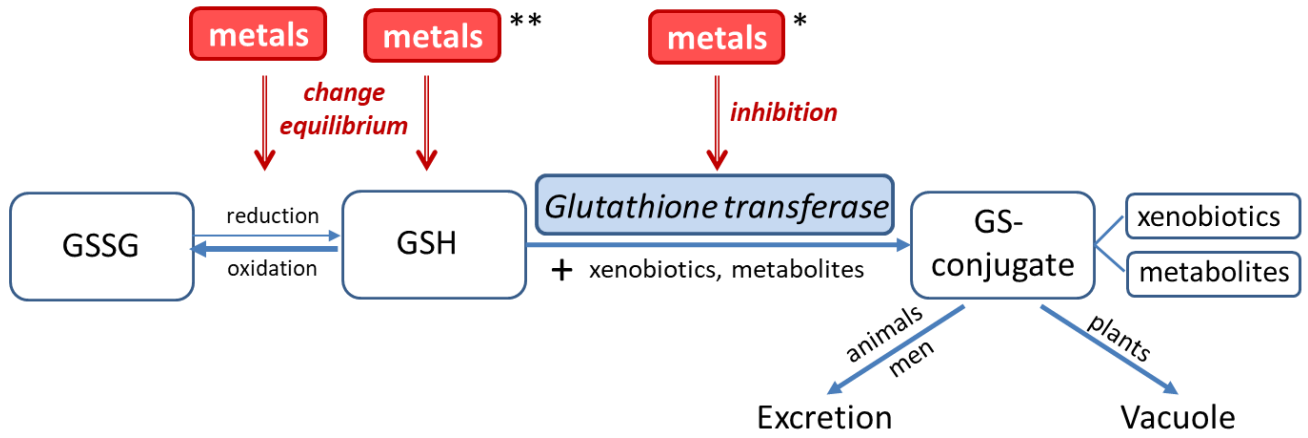 metals
metals **
metals *
change
equilibrium
inhibition
GSSG
reduction
oxidation
GSH
Glutathione transferase
+ xenobiotics, metabolites
GS-
conjugate
xenobiotics
metabolites
animals
men
plants
Excretion
Vacuole